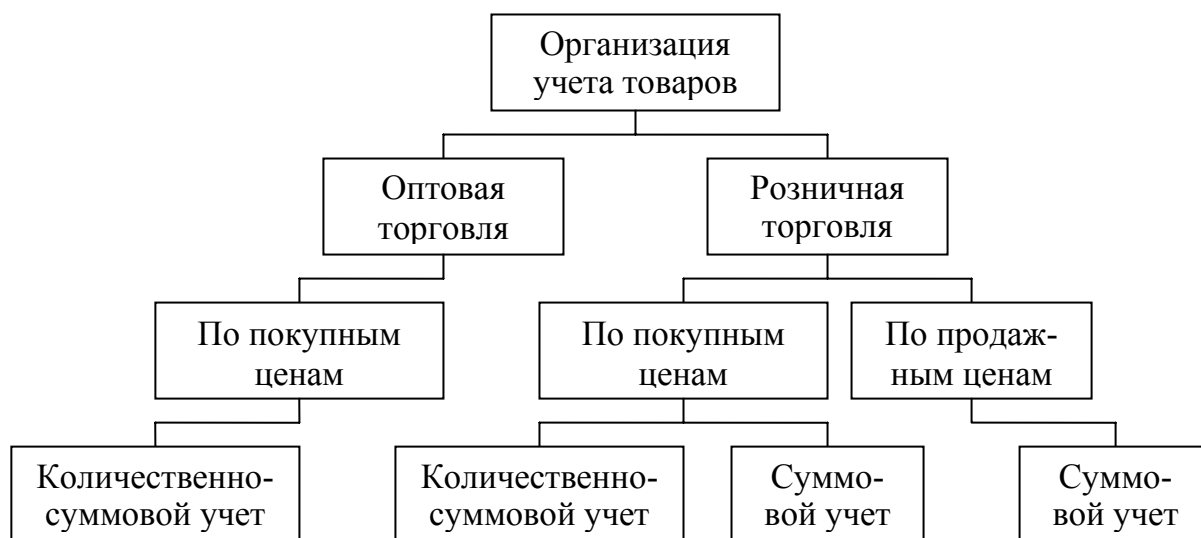 Организация
учета товаров
Оптовая
торговля
Розничная
торговля
По покупным
ценам
По покупным
ценам
По продаж-
ным ценам
Количественно-
суммовой учет
Количественно-
суммовой учет
Суммо-
вой учет
Суммо-
вой учет